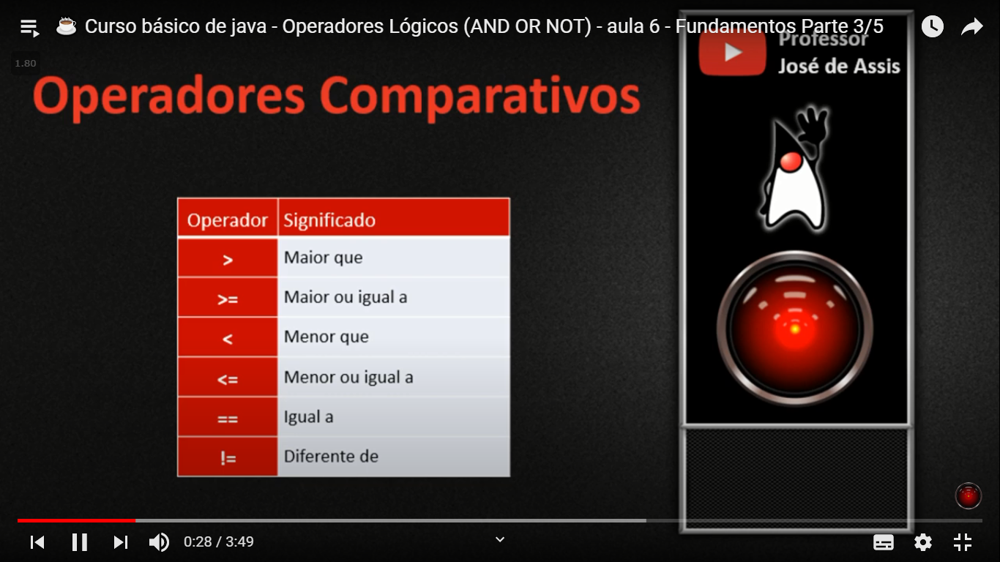 ☕ Curso básico de java - Operadores Lógicos (AND OR NOT) - aula 6 - Fundamentos Parte 3/5
1.80
Professor
José de Assis
Operadores Comparativos
Operador Significado
> Maior que
>= Maior ou igual a
< Menor que
<= Menor ou igual a
== Igual a
!= Diferente de
0:28 / 3:49